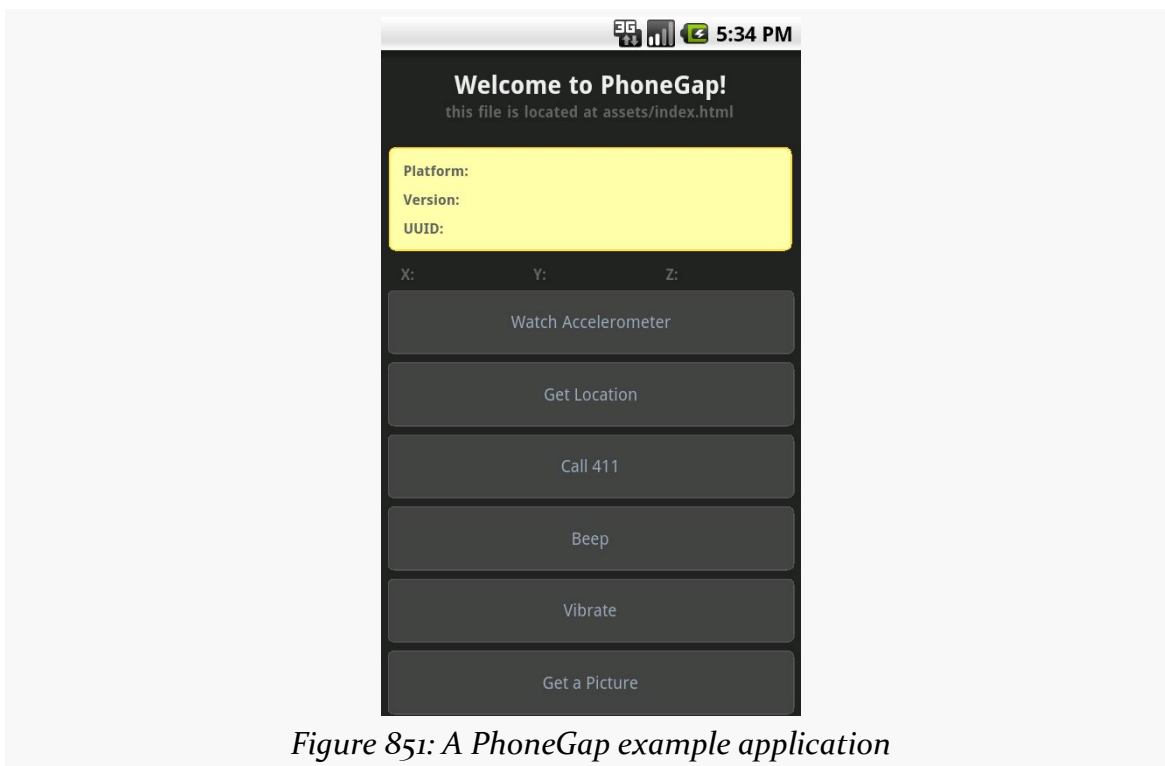 3G 5:34 PM
Welcome to PhoneGap!
this file is located at assets/index.html
Platform:
Version:
UUID:
X: Y: Z:
Watch Accelerometer
Get Location
Call 411
Beep
Vibrate
Get a Picture
Figure 851: A PhoneGap example application